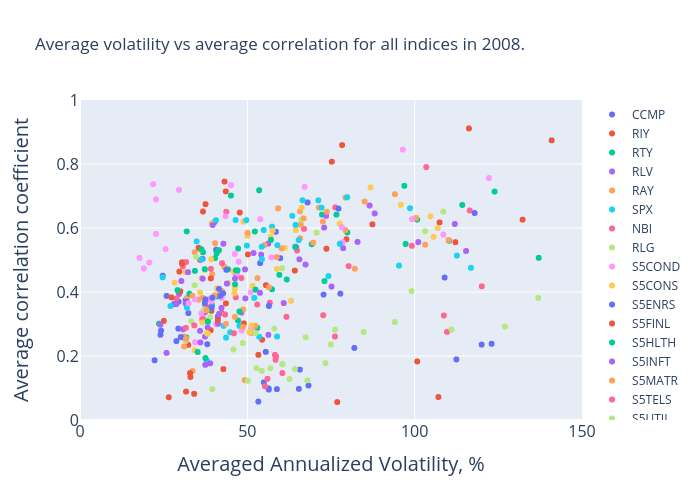 Average volatility vs average correlation for all indices in 2008.
1
0.8
0.6
0.4
0.2
0
0
50
100
150
Averaged Annualized Volatility, %
Average correlation coefficient
CCMP
RIY
RTY
RLV
RAY
SPX
NBI
RLG
S5COND
S5CONS
S5ENRS
S5FINL
S5HLTH
S5INFT
S5MATR
S5TELS
S5UTIL